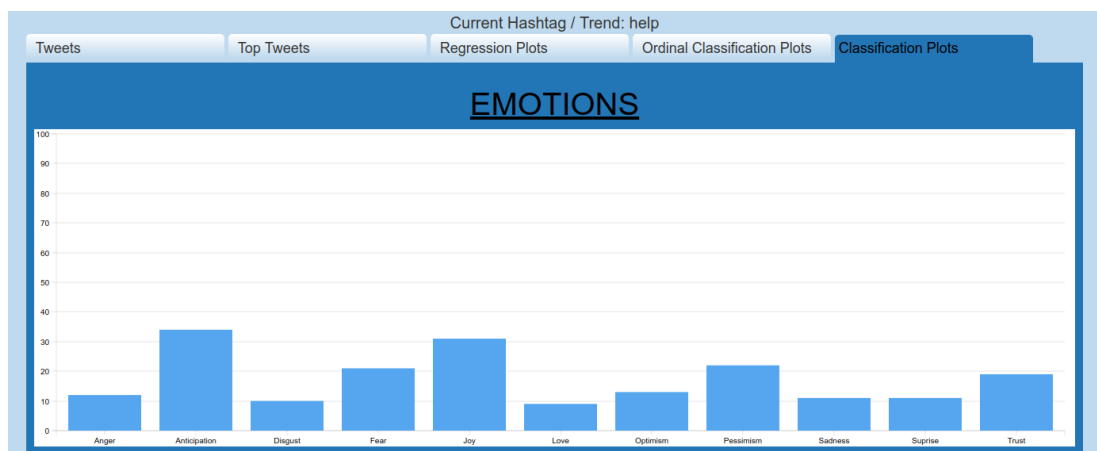 Current Hashtag / Trend: help
Tweets Top Tweets Regression Plots Ordinal Classification Plots Classification Plots
EMOTIONS
100
90
80
70
60
50
40
30
20
10
0
Anger Anticipation Disgust Fear Joy Love Optimism Pessimism Sadness Suprise Trust